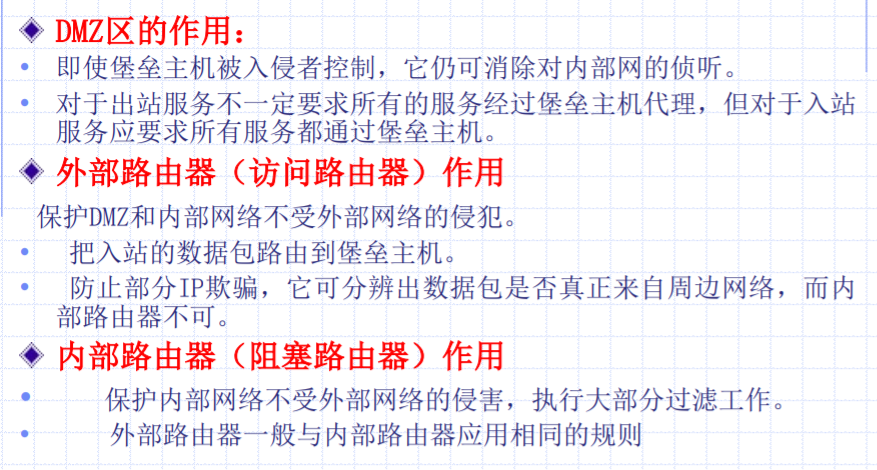 DMZ区的作用：
• 即使堡垒主机被入侵者控制，它仍可消除对内部网的侦听。
• 对于出站服务不一定要求所有的服务经过堡垒主机代理，但对于入站
服务应要求所有服务都通过堡垒主机。
外部路由器（访问路由器）作用
保护DMZ和内部网络不受外部网络的侵犯。
• 把入站的数据包路由到堡垒主机。
• 防止部分IP欺骗，它可分辨出数据包是否真正来自周边网络，而内
部路由器不可。
内部路由器（阻塞路由器）作用
• 保护内部网络不受外部网络的侵害，执行大部分过滤工作。
• 外部路由器一般与内部路由器应用相同的规则